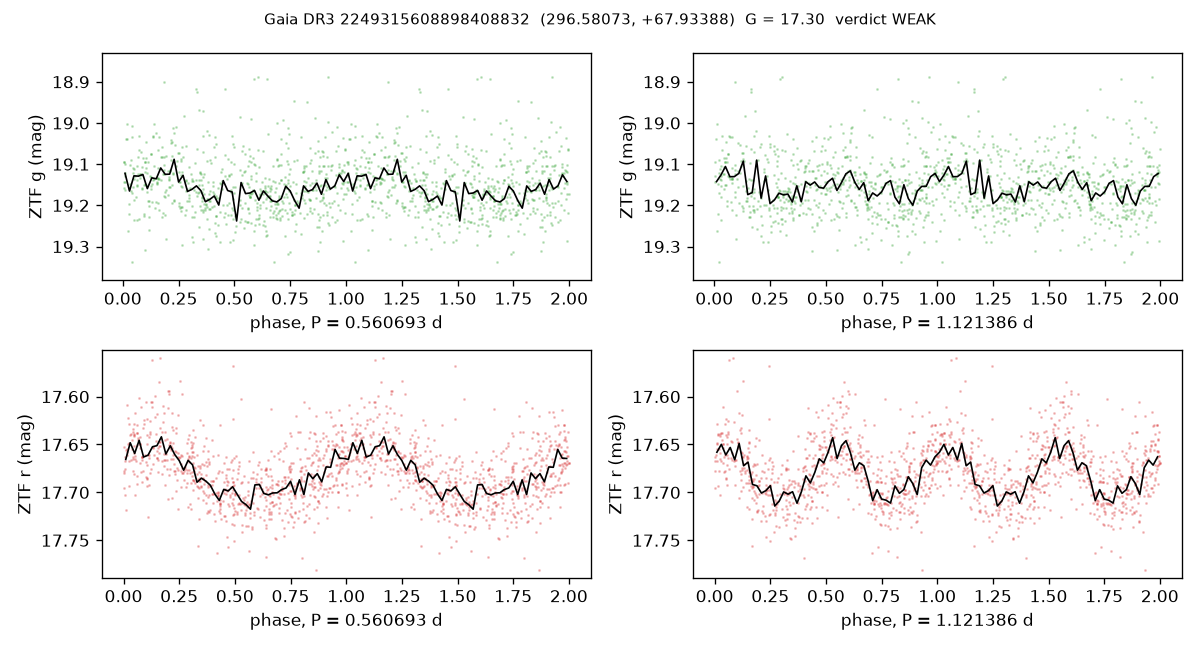 Gaia DR3 2249315608898408832 (296.58073, +67.93388) G = 17.30 verdict WEAK
ZTF g (mag)
18.9
19.0
19.1
19.2
19.3
0.00 0.25 0.50 0.75 1.00 1.25 1.50 1.75 2.00
phase, P = 0.560693 d
ZTF g (mag)
18.9
19.0
19.1
19.2
19.3
0.00 0.25 0.50 0.75 1.00 1.25 1.50 1.75 2.00
phase, P = 1.121386 d
ZTF r (mag)
17.60
17.65
17.70
17.75
0.00 0.25 0.50 0.75 1.00 1.25 1.50 1.75 2.00
phase, P = 0.560693 d
ZTF r (mag)
17.60
17.65
17.70
17.75
0.00 0.25 0.50 0.75 1.00 1.25 1.50 1.75 2.00
phase, P = 1.121386 d